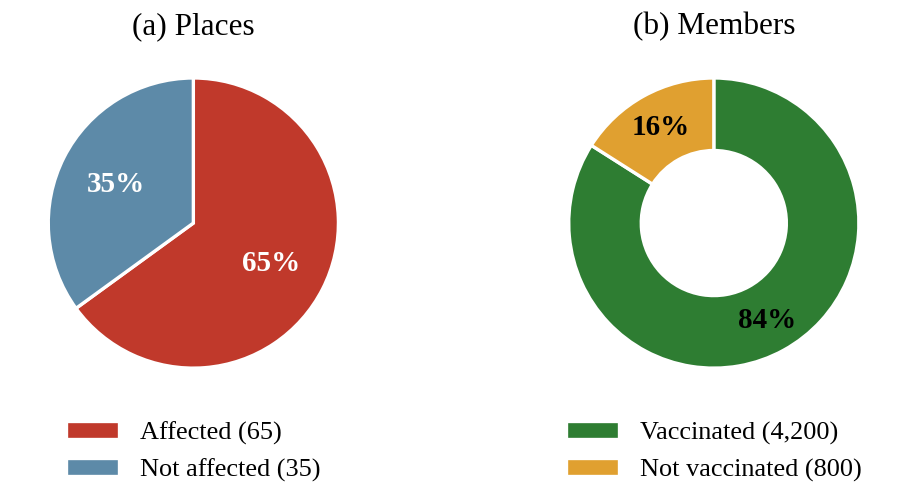 (a) Places
35%
65%
Affected (65)
Not affected (35)
(b) Members
16%
84%
Vaccinated (4,200)
Not vaccinated (800)